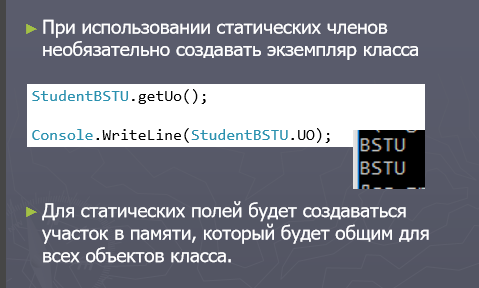 При использовании статических членов
необязательно создавать экземпляр класса
StudentBSTU.getUo();
Console.WriteLine(StudentBSTU.UO);
BSTU
BSTU
Для статических полей будет создаваться
участок в памяти, который будет общим для
всех объектов класса.